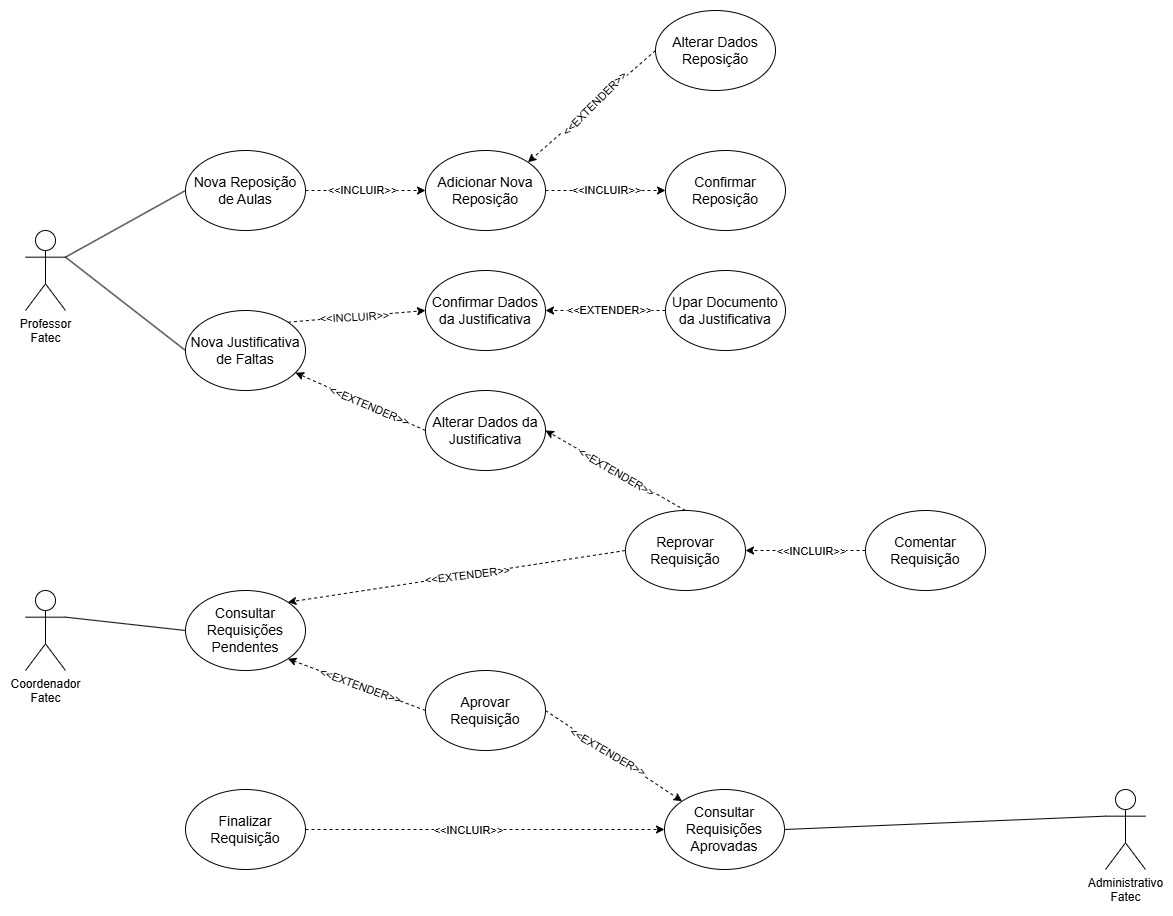 Alterar Dados
Reposição
<<EXTENDER>>
Nova Reposição
de Aulas
<<INCLUIR>>
Adicionar Nova
Reposição
<<INCLUIR>>
Confirmar
Reposição
Professor
Fatec
Confirmar Dados
da Justificativa
<<EXTENDER>>
Upar Documento
da Justificativa
<<INCLUIR>>
Nova Justificativa
de Faltas
<<EXTENDER>>
Alterar Dados da
Justificativa
<<EXTENDER>>
Reprovar
Requisição
<<INCLUIR>>
Comentar
Requisição
<<EXTENDER>>
Consultar
Requisições
Pendentes
Coordenador
Fatec
<<EXTENDER>>
Aprovar
Requisição
<<EXTENDER>>
Finalizar
Requisição
<<INCLUIR>>
Consultar
Requisições
Aprovadas
Administrativo
Fatec